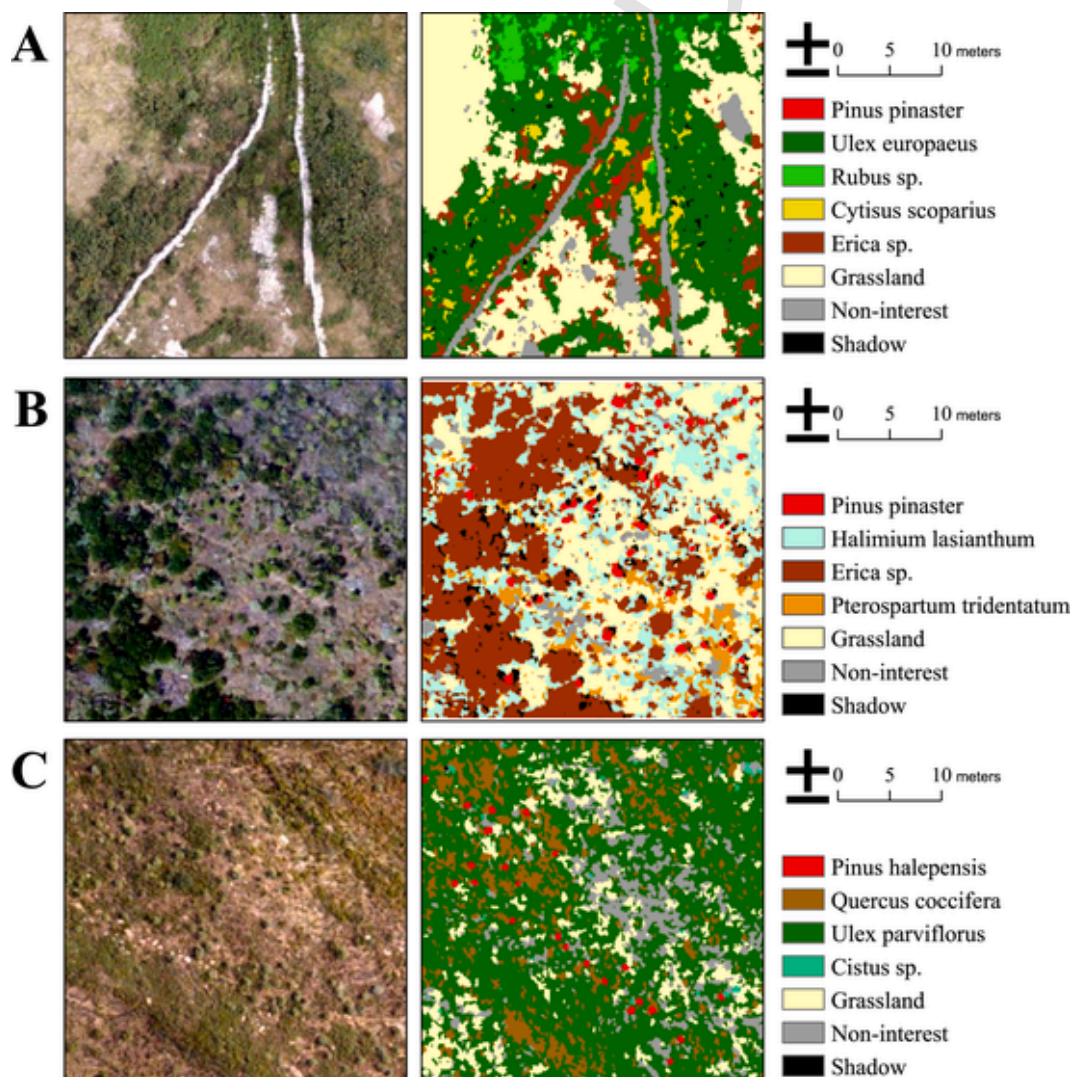 A
0 5 10 meters
Pinus pinaster
Ulex europaeus
Rubus sp.
Cytisus scoparius
Erica sp.
Grassland
Non-interest
Shadow
B
0 5 10 meters
Pinus pinaster
Halimium lasianthum
Erica sp.
Pterospartum tridentatum
Grassland
Non-interest
Shadow
C
0 5 10 meters
Pinus halepensis
Quercus coccifera
Ulex parviflorus
Cistus sp.
Grassland
Non-interest
Shadow